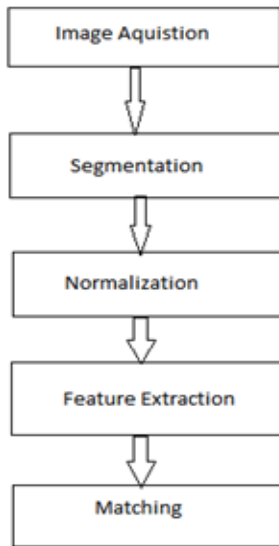 Image Aquistion
Segmentation
Normalization
Feature Extraction
Matching